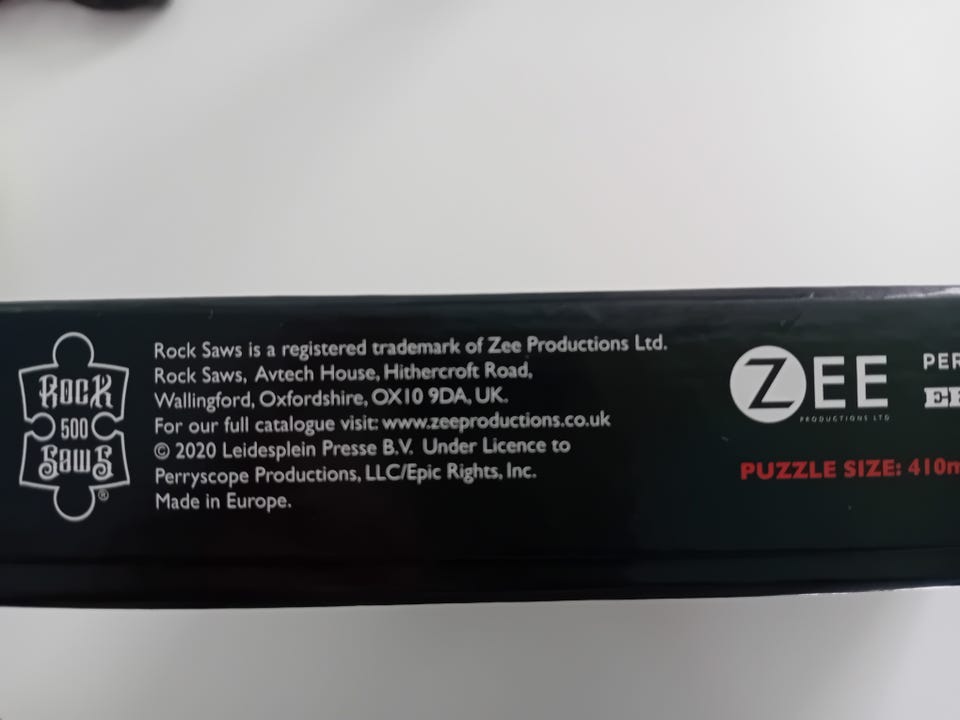 ROCK
500
SAWS
®
Rock Saws is a registered trademark of Zee Productions Ltd.
Rock Saws, Avtech House, Hithercroft Road,
Wallingford, Oxfordshire, OX10 9DA, UK.
For our full catalogue visit: www.zeeproductions.co.uk
© 2020 Leidesplein Presse B.V. Under Licence to
Perryscope Productions, LLC/Epic Rights, Inc.
Made in Europe.
ZEE
PRODUCTIONS LTD
PER
PUZZLE SIZE: 410m